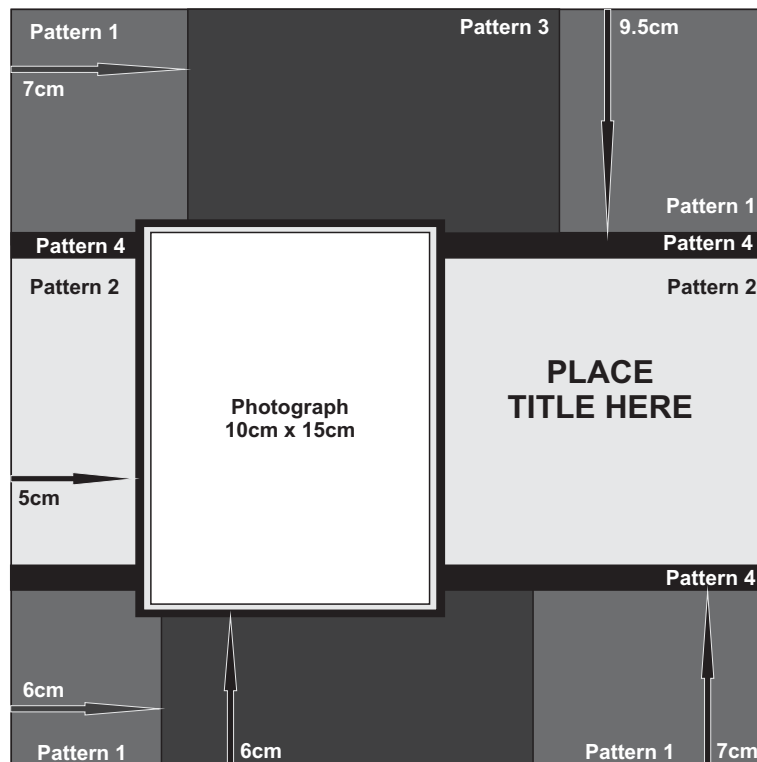 Pattern 1
Pattern 3
9.5cm
7cm
Pattern 1
Pattern 4
Pattern 4
Pattern 2
Pattern 2
PLACE
TITLE HERE
Photograph
10cm x 15cm
5cm
Pattern 4
6cm
Pattern 1
6cm
Pattern 1
7cm